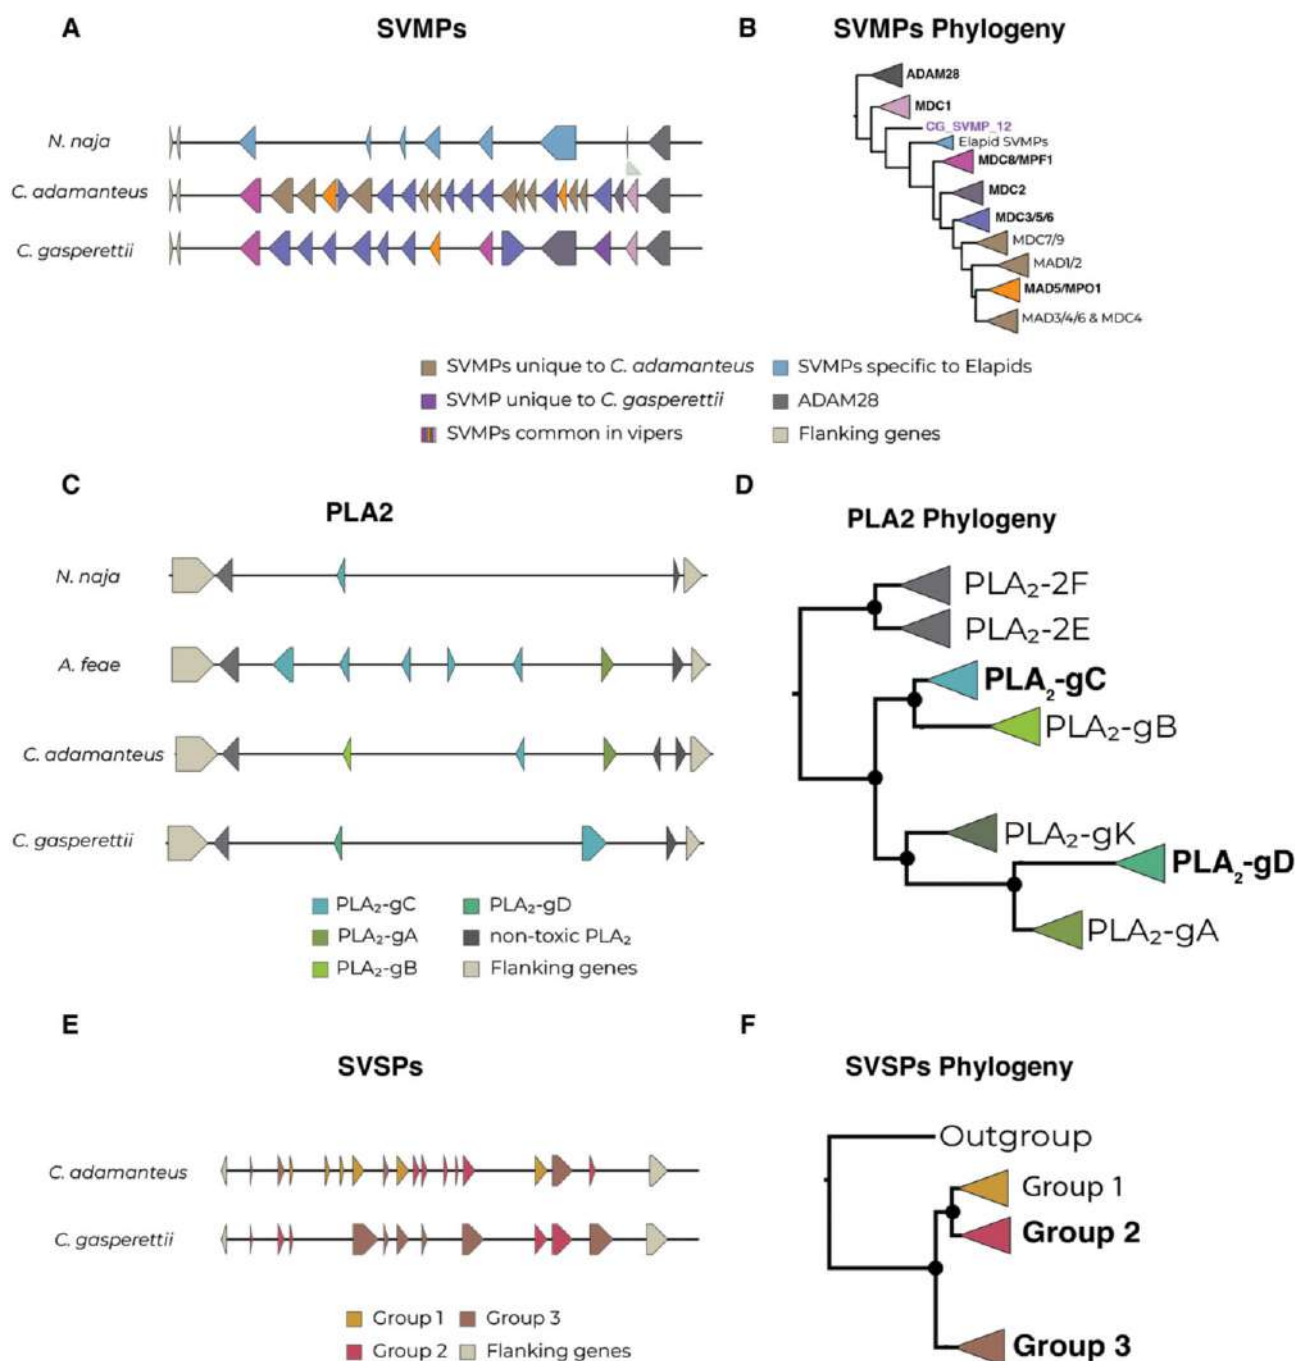 A
SVMPs
B
SVMPs Phylogeny
N. naja
C. adamanteus
C. gasperettii
ADAM28
MDC1
CG_SVMP_12
Elapid SVMPs
MDC8/MPF1
MDC2
MDC3/5/6
MDC7/9
MAD1/2
MAD5/MPO1
MAD3/4/6 & MDC4
SVMPs unique to C. adamanteus
SVMPs specific to Elapids
SVMP unique to C. gasperettii
ADAM28
SVMPs common in vipers
Flanking genes
C
PLA2
D
PLA2 Phylogeny
N. naja
A. feae
C. adamanteus
C. gasperettii
PLA₂-2F
PLA₂-2E
PLA₂-gC
PLA₂-gB
PLA₂-gK
PLA₂-gD
PLA₂-gA
PLA₂-gC
PLA₂-gD
PLA₂-gA
non-toxic PLA₂
PLA₂-gB
Flanking genes
E
SVSPs
F
SVSPs Phylogeny
C. adamanteus
C. gasperettii
Outgroup
Group 1
Group 2
Group 3
Group 1
Group 3
Group 2
Flanking genes